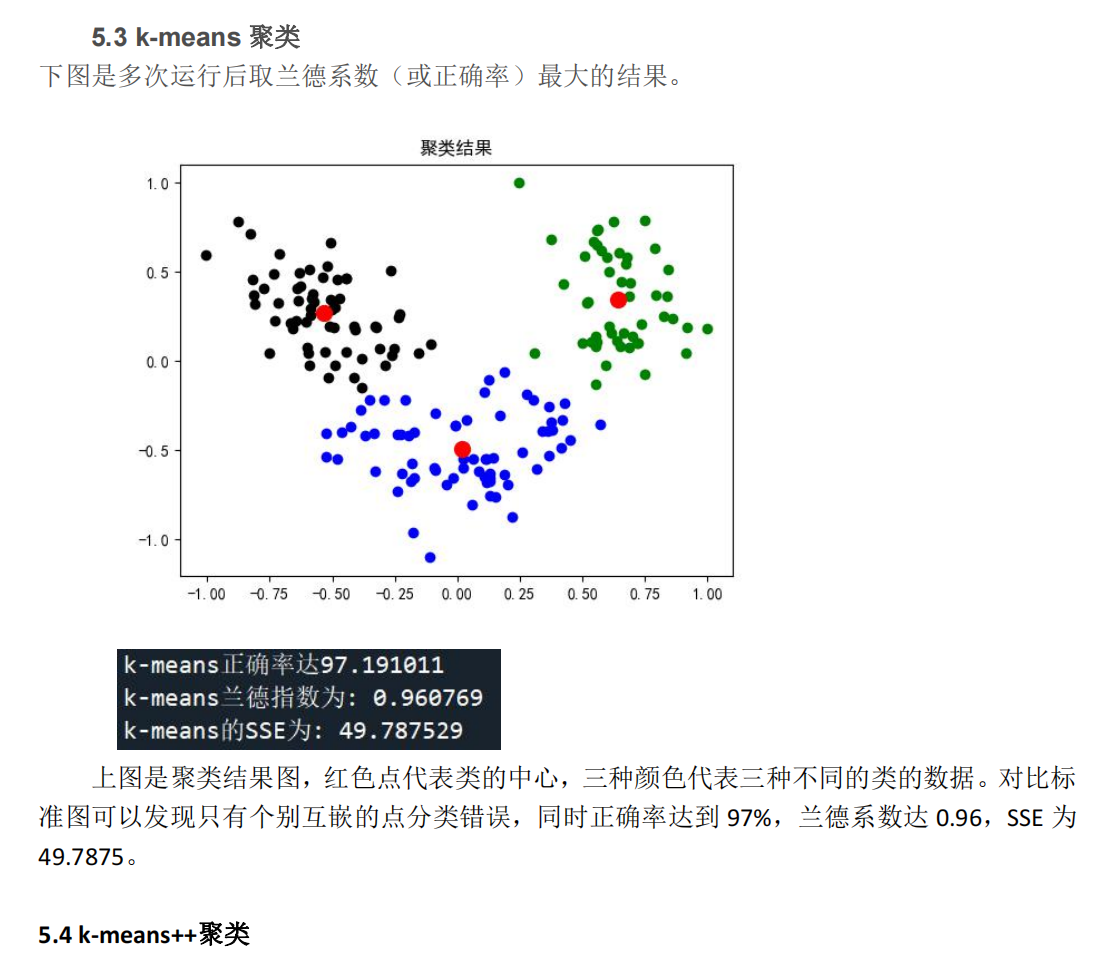 5.3 k-means 聚类
下图是多次运行后取兰德系数（或正确率）最大的结果。
聚类结果
1.0
0.5
0.0
−0.5
−1.0
−1.00 −0.75 −0.50 −0.25 0.00 0.25 0.50 0.75 1.00
k-means正确率达97.191011
k-means兰德指数为: 0.960769
k-means的SSE为: 49.787529
上图是聚类结果图，红色点代表类的中心，三种颜色代表三种不同的类的数据。对比标
准图可以发现只有个别互嵌的点分类错误，同时正确率达到 97%，兰德系数达 0.96，SSE 为
49.7875。
5.4 k-means++聚类